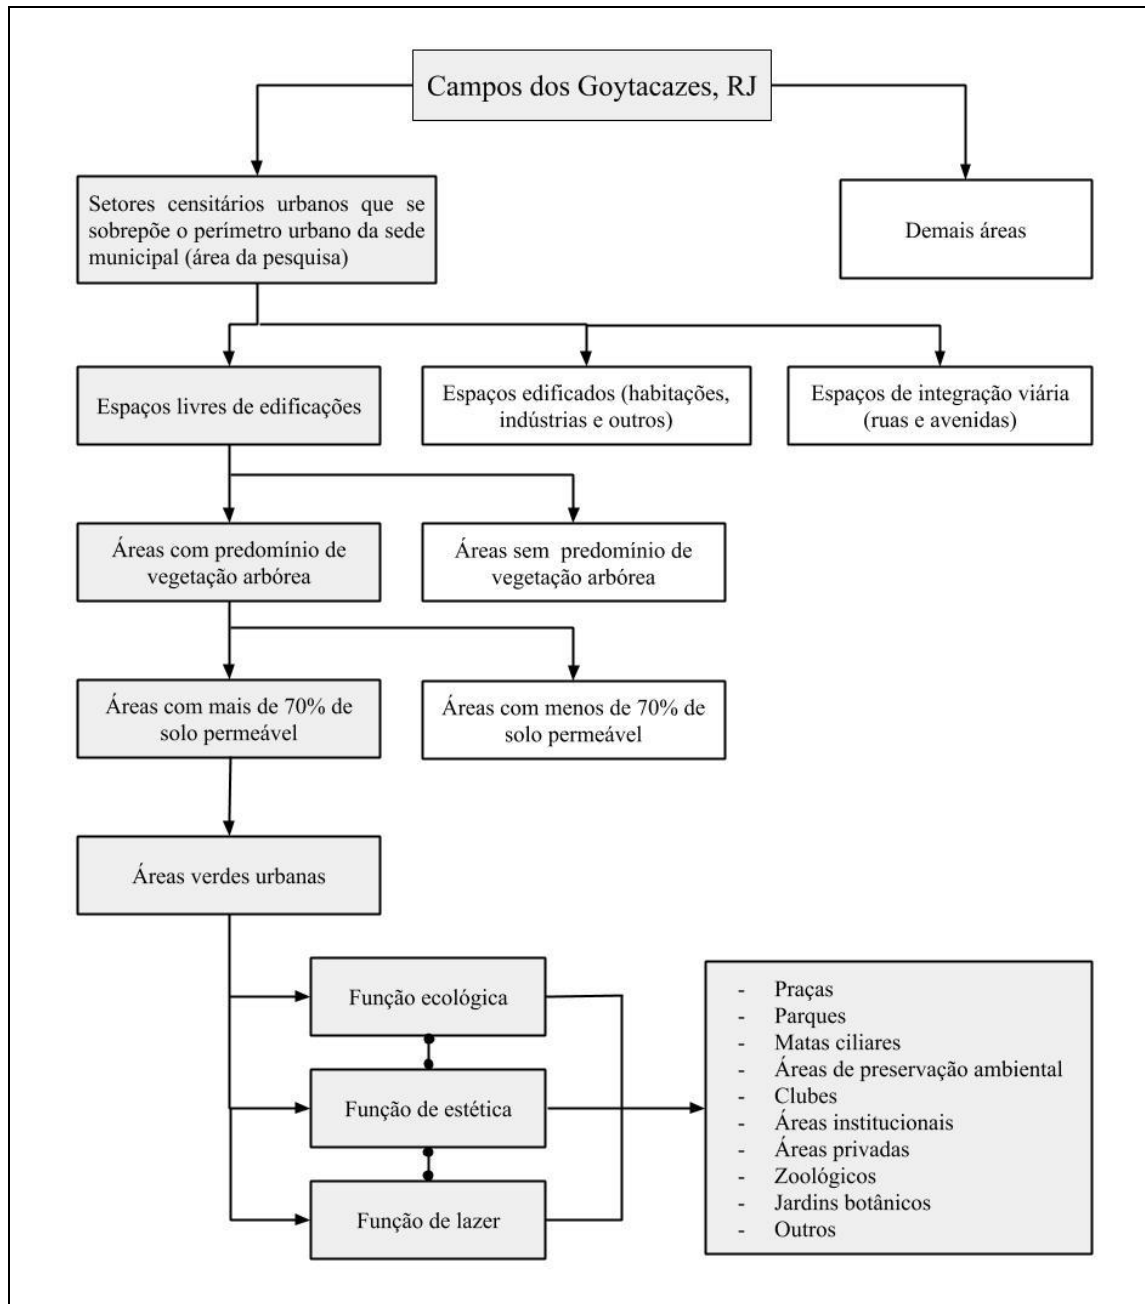 Campos dos Goytacazes, RJ
Setores censitários urbanos que se
sobrepõe o perímetro urbano da sede
municipal (área da pesquisa)
Demais áreas
Espaços livres de edificações
Espaços edificados (habitações,
indústrias e outros)
Espaços de integração viária
(ruas e avenidas)
Áreas com predomínio de
vegetação arbórea
Áreas sem predomínio de
vegetação arbórea
Áreas com mais de 70% de
solo permeável
Áreas com menos de 70% de
solo permeável
Áreas verdes urbanas
Função ecológica
Função de estética
Função de lazer
- Praças
- Parques
- Matas ciliares
- Áreas de preservação ambiental
- Clubes
- Áreas institucionais
- Áreas privadas
- Zoológicos
- Jardins botânicos
- Outros